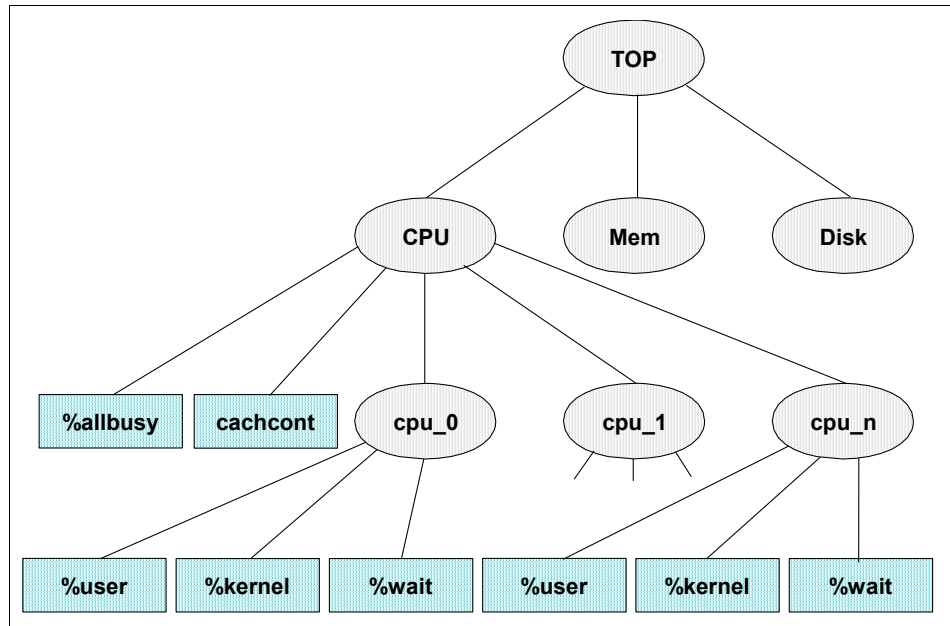 TOP
CPU
Mem
Disk
%allbusy
cachcont
cpu_0
cpu_1
cpu_n
%user
%kernel
%wait
%user
%kernel
%wait